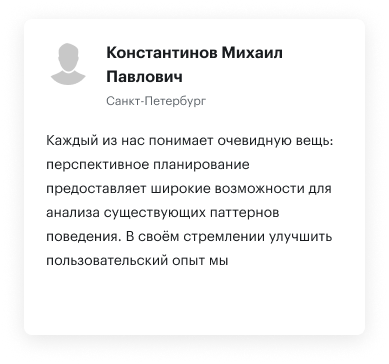 Константинов Михаил
Павлович
Санкт-Петербург
Каждый из нас понимает очевидную вещь:
перспективное планирование
предоставляет широкие возможности для
анализа существующих паттернов
поведения. В своём стремлении улучшить
пользовательский опыт мы